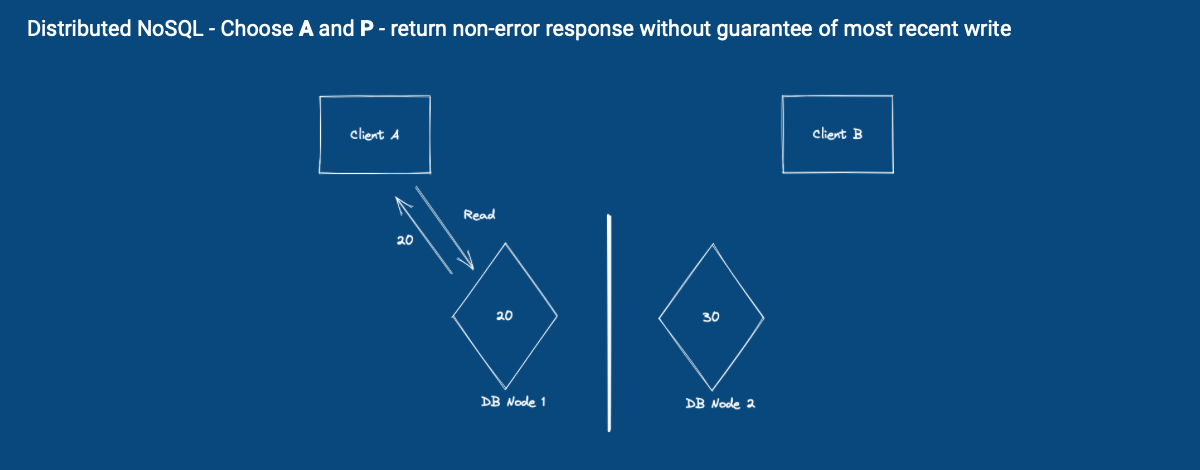 Distributed NoSQL - Choose A and P - return non-error response without guarantee of most recent write
Client A
Client B
Read
20
20
30
DB Node 1
DB Node 2